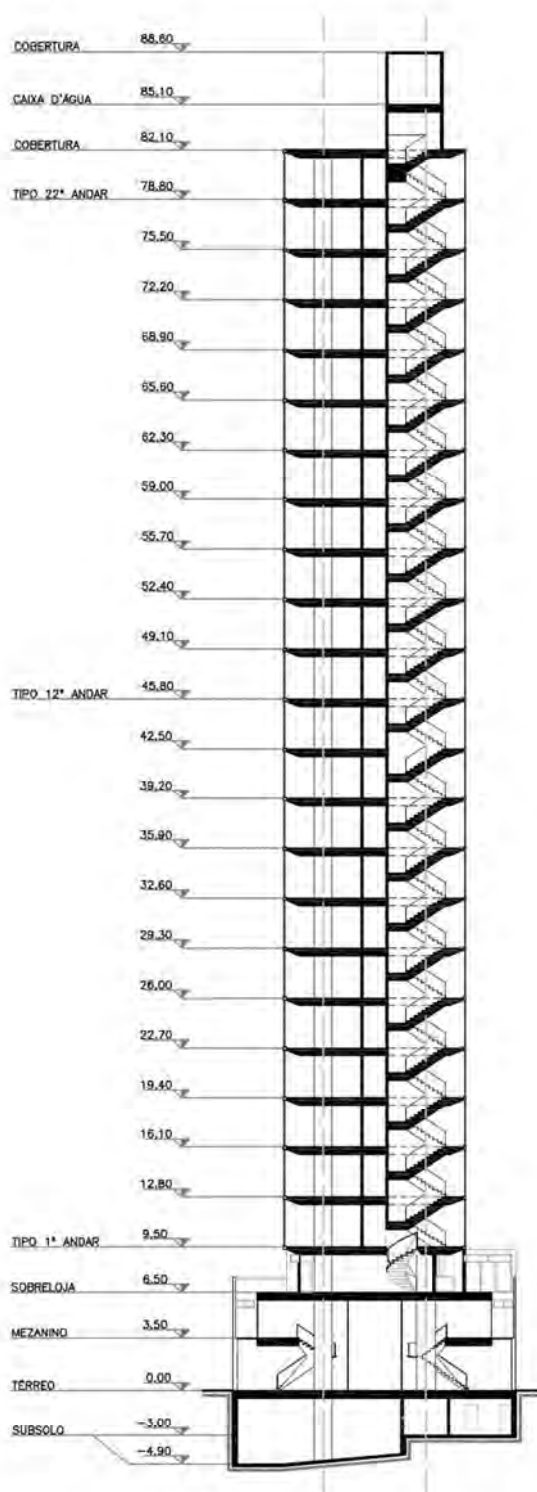 COBERTURA 88,60
CAIXA D'ÁGUA 85,10
COBERTURA 82,10
TIPO 22° ANDAR 78,80
75,50
72,20
68,90
65,60
62,30
59,00
55,70
52,40
49,10
TIPO 12° ANDAR 45,80
42,50
39,20
35,90
32,60
29,30
26,00
22,70
19,40
16,10
12,80
TIPO 1° ANDAR 9,50
SOBRELOJA 6,50
MEZANINO 3,50
TÉRREO 0,00
SUBSOLO -3,00
-4,90